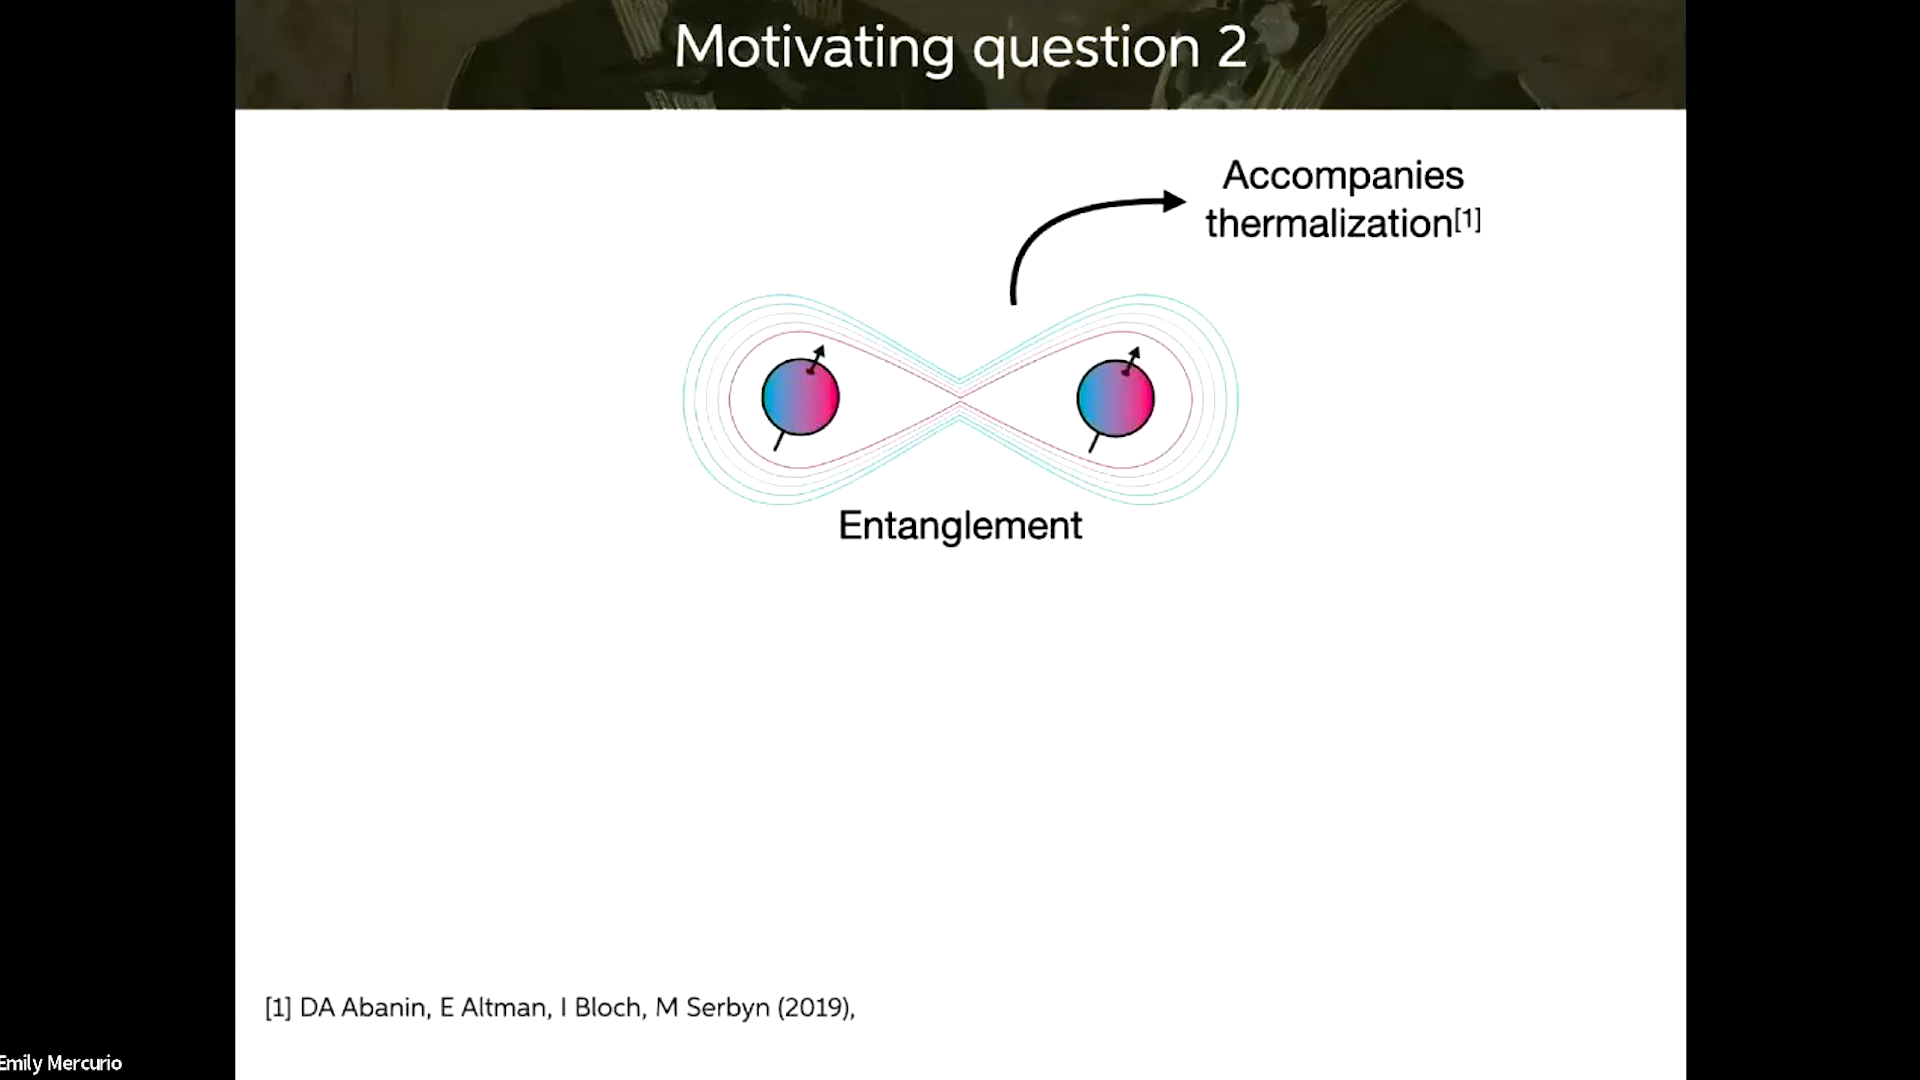 Motivating question 2
Accompanies
thermalization[1]
Entanglement
[1] DA Abanin, E Altman, I Bloch, M Serbyn (2019),
Emily Mercurio